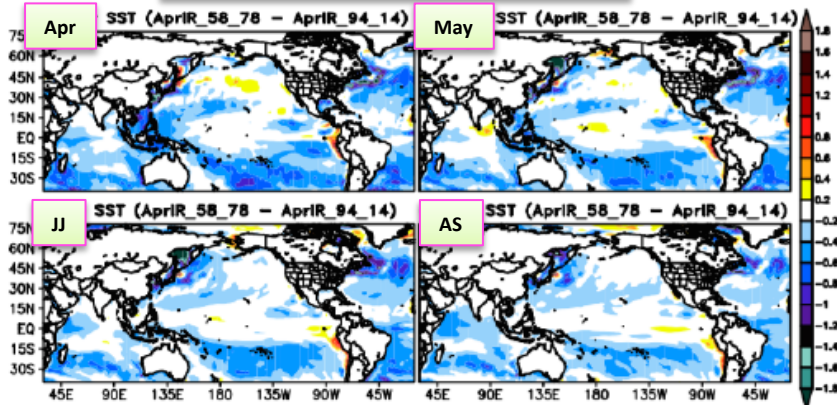 Apr
SST (AprIR_58_78 – AprIR_94_14)
May
SST (AprIR_58_78 – AprIR_94_14)
75
60N
45N
30N
15N
EQ
15S
30S
1.8
1.6
1.4
1.2
1
0.8
0.6
0.4
0.2
-0.2
-0.4
-0.6
-0.8
-1
-1.2
-1.4
-1.6
-1.8
JJ
SST (AprIR_58_78 – AprIR_94_14)
AS
SST (AprIR_58_78 – AprIR_94_14)
75
60N
45N
30N
15N
EQ
15S
30S
45E 90E 135E 180 135W 90W 45W
45E 90E 135E 180 135W 90W 45W